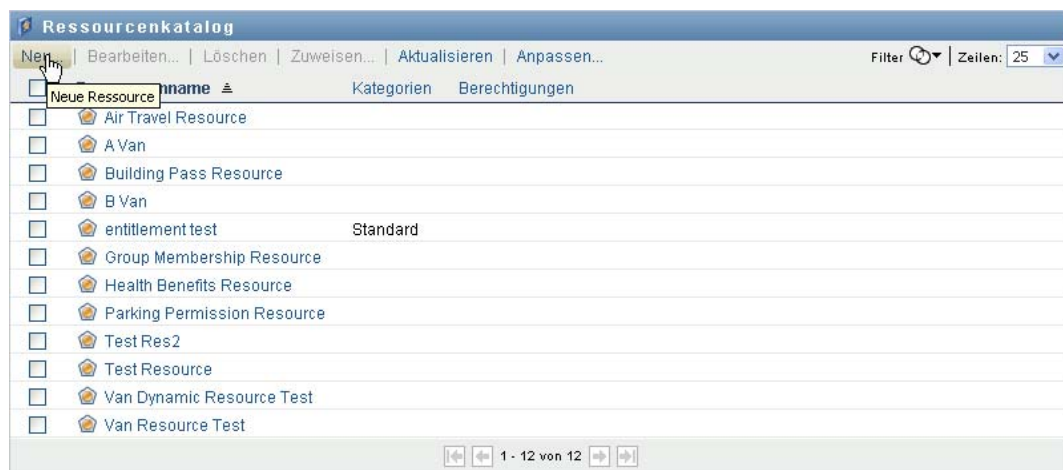 Ressourcenkatalog
Neu... | Bearbeiten... | Löschen | Zuweisen... | Aktualisieren | Anpassen... Filter | Zeilen: 25
Kategorien Berechtigungen
Neue Ressource
Air Travel Resource
A Van
Building Pass Resource
B Van
entitlement test Standard
Group Membership Resource
Health Benefits Resource
Parking Permission Resource
Test Res2
Test Resource
Van Dynamic Resource Test
Van Resource Test
1 - 12 von 12